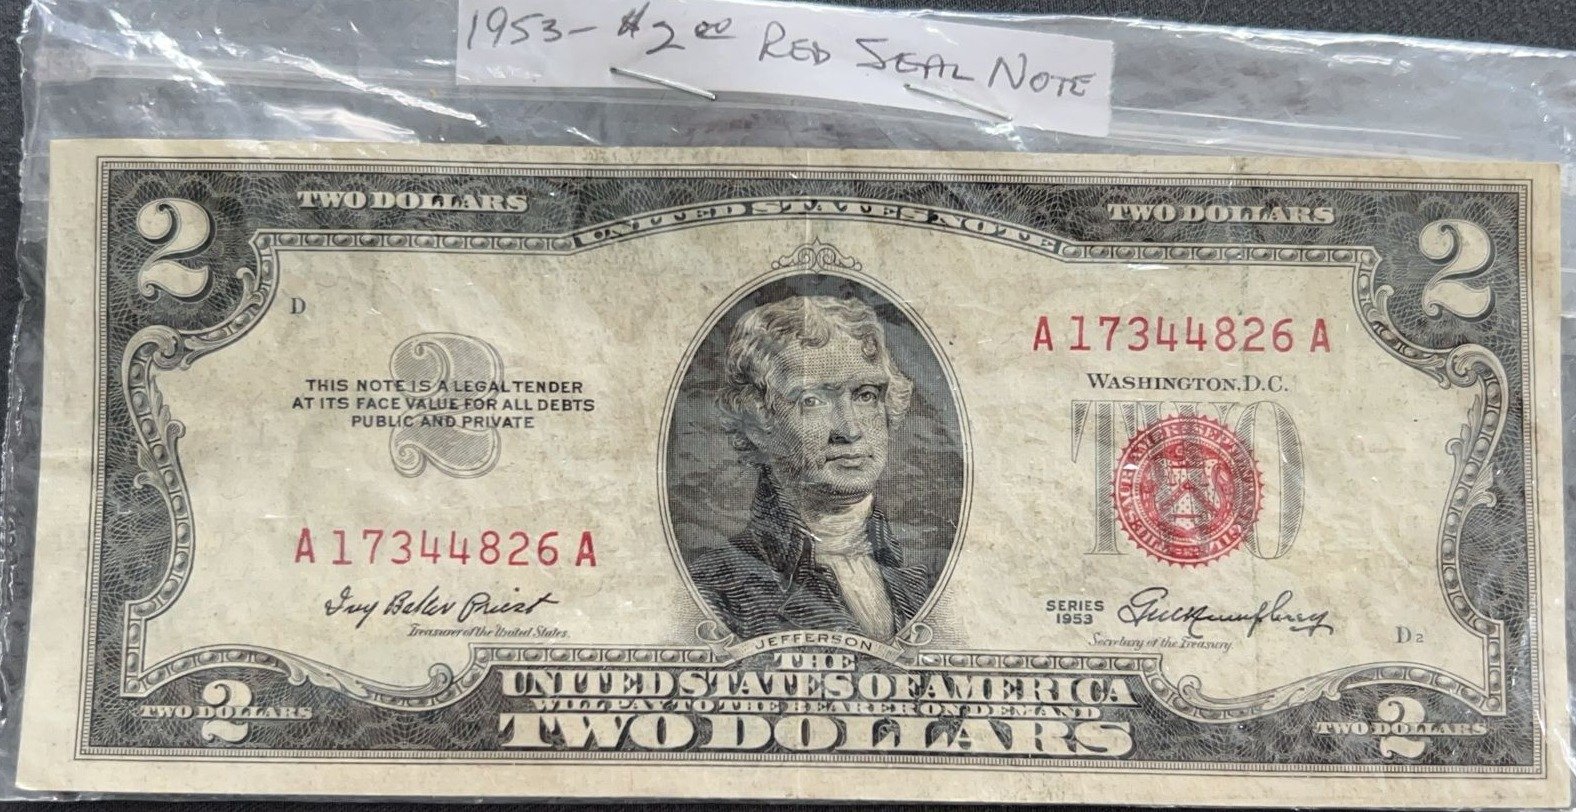 1953 - $2.00 RED SEAL NOTE
2 TWO DOLLARS UNITED STATES NOTE TWO DOLLARS 2
D
A 17344826 A
WASHINGTON, D.C.
THIS NOTE IS A LEGAL TENDER
AT ITS FACE VALUE FOR ALL DEBTS
PUBLIC AND PRIVATE
2
TWO
A 17344826 A
Ivy Baker Priest
Treasurer of the United States.
SERIES
1953
G. M. Humphrey
Secretary of the Treasury.
D 2
JEFFERSON
THE
UNITED STATES OF AMERICA
WILL PAY TO THE BEARER ON DEMAND
TWO DOLLARS
2
TWO DOLLARS
2
TWO DOLLARS